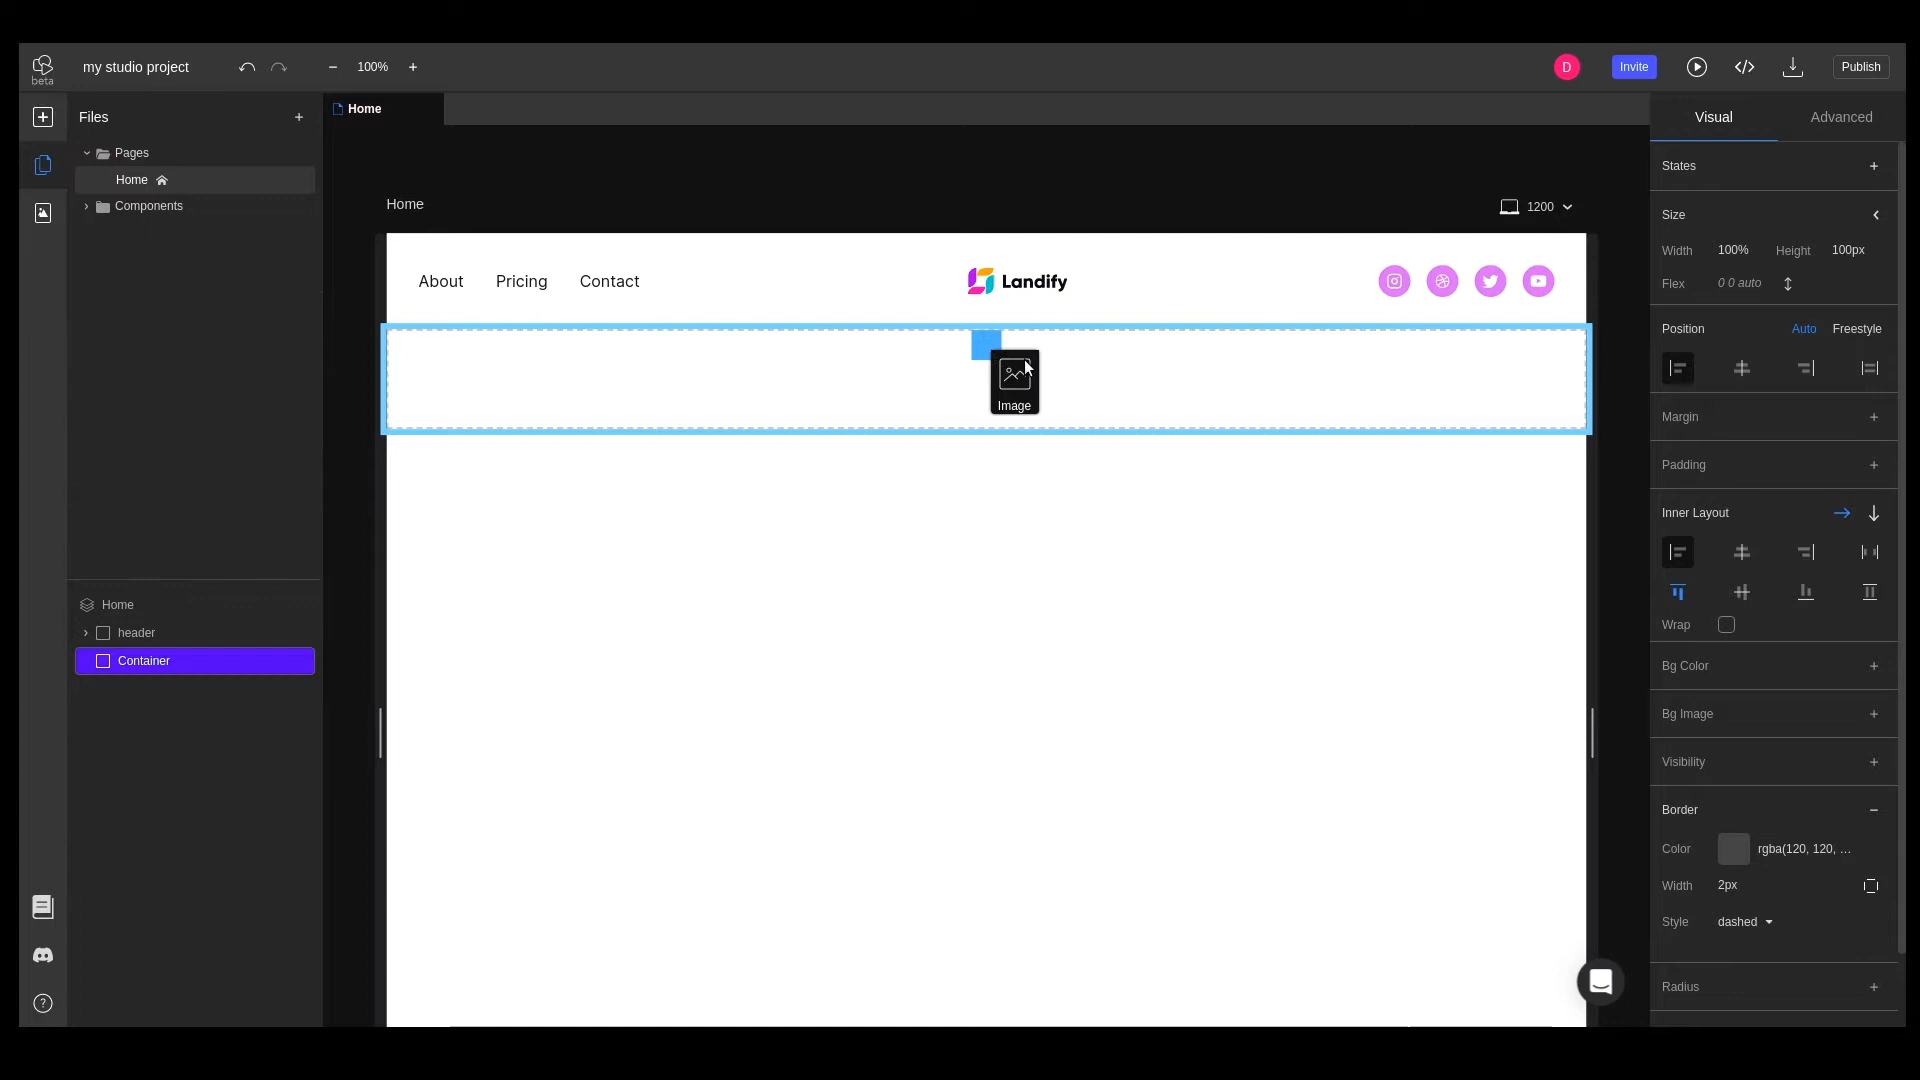 beta
my studio project
100%
D
Invite
Publish
Files
Pages
Home
Components
Home
header
Container
Home
Home
1200
About
Pricing
Contact
Landify
Image
Visual
Advanced
States
Size
Width 100% Height 100px
Flex 0 0 auto
Position Auto Freestyle
Margin
Padding
Inner Layout
Wrap
Bg Color
Bg Image
Visibility
Border
Color rgba(120, 120, ...
Width 2px
Style dashed
Radius